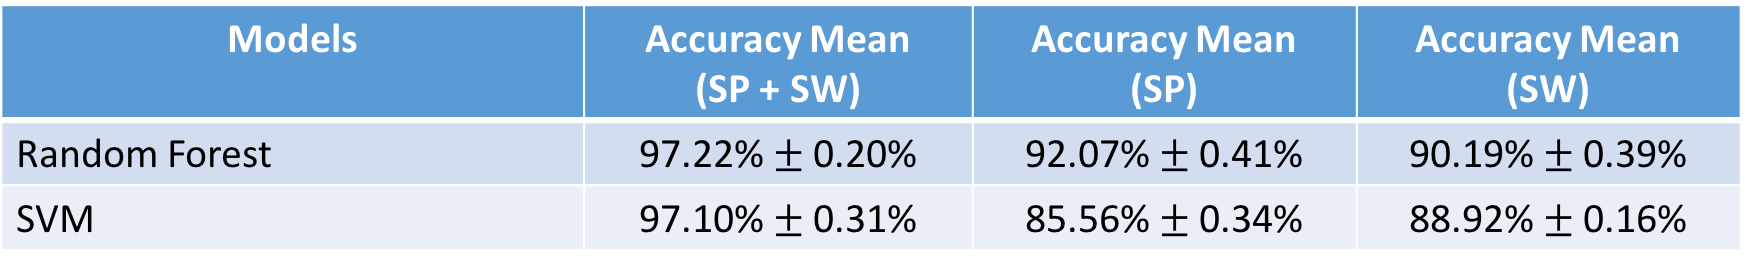 Models Accuracy Mean Accuracy Mean Accuracy Mean
(SP + SW) (SP) (SW)
Random Forest 97.22% ± 0.20% 92.07% ± 0.41% 90.19% ± 0.39%
SVM 97.10% ± 0.31% 85.56% ± 0.34% 88.92% ± 0.16%